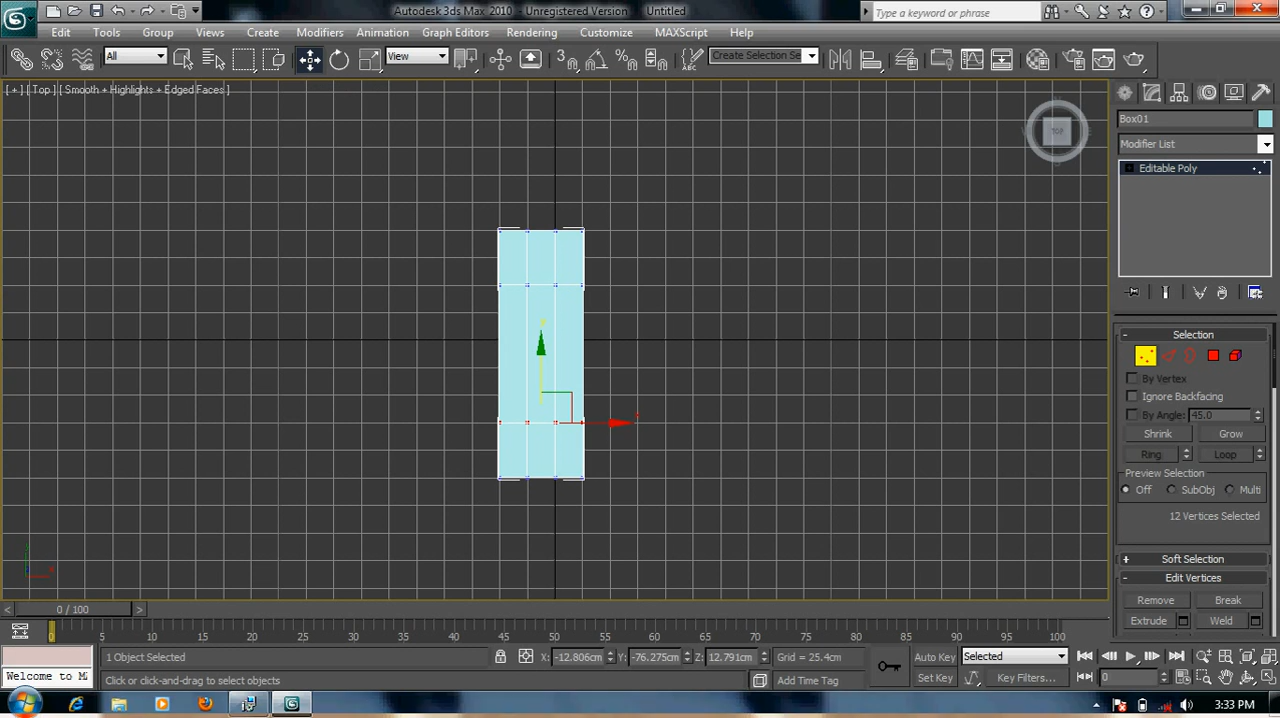 Autodesk 3ds Max 2010 - Unregistered Version Untitled
Type a keyword or phrase
Edit Tools Group Views Create Modifiers Animation Graph Editors Rendering Customize MAXScript Help
All View Create Selection Se
[ + ] [ Top ] [ Smooth + Highlights + Edged Faces ]
TOP
Box01
Modifier List
Editable Poly
- Selection
By Vertex
Ignore Backfacing
By Angle: 45.0
Shrink Grow
Ring Loop
Preview Selection
Off SubObj Multi
12 Vertices Selected
+ Soft Selection
- Edit Vertices
Remove Break
Extrude Weld
< 0 / 100 >
0 5 10 15 20 25 30 35 40 45 50 55 60 65 70 75 80 85 90 95 100
1 Object Selected X: -12.806cm Y: -76.275cm Z: 12.791cm Grid = 25.4cm Auto Key Selected
Welcome to M Click or click-and-drag to select objects Add Time Tag Set Key Key Filters... 0
3:33 PM